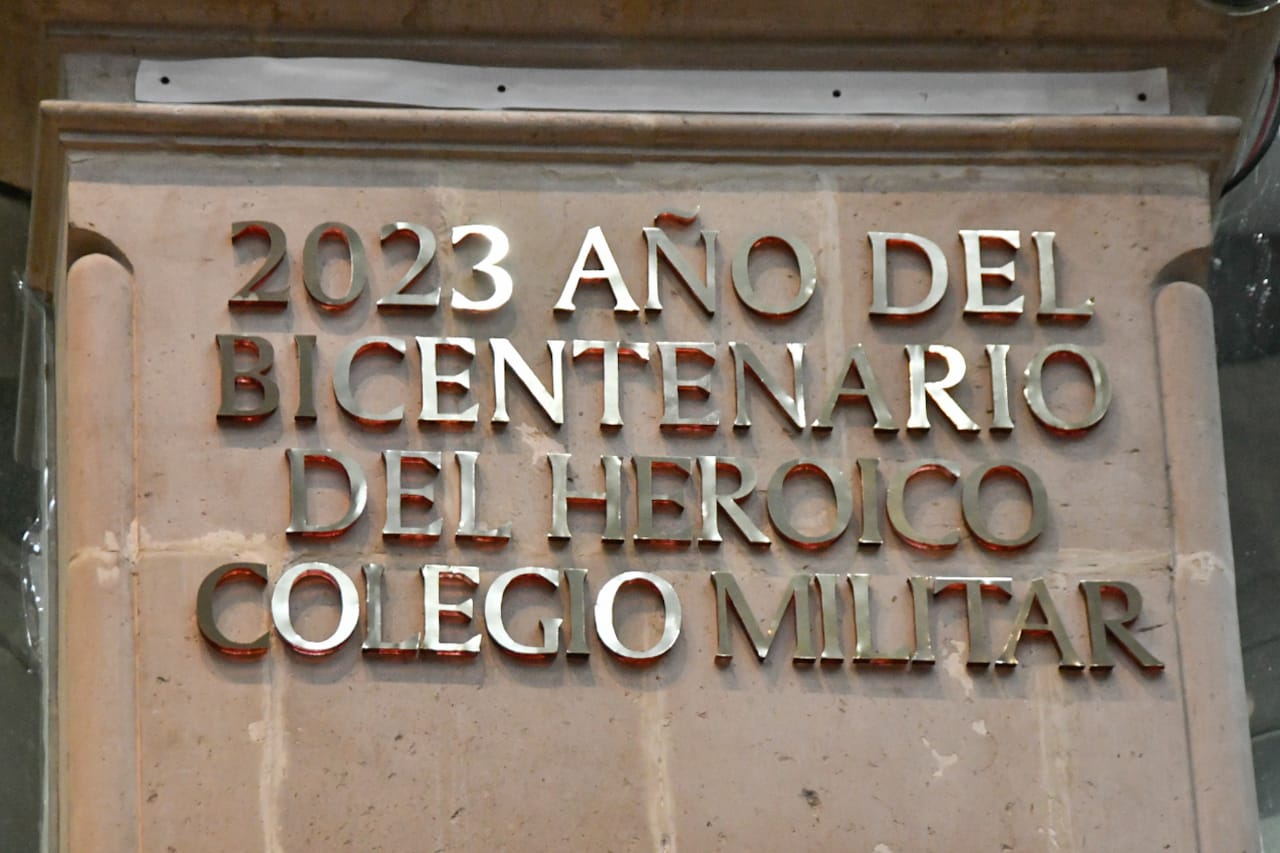 2023 AÑO DEL
BICENTENARIO
DEL HEROICO
COLEGIO MILITAR